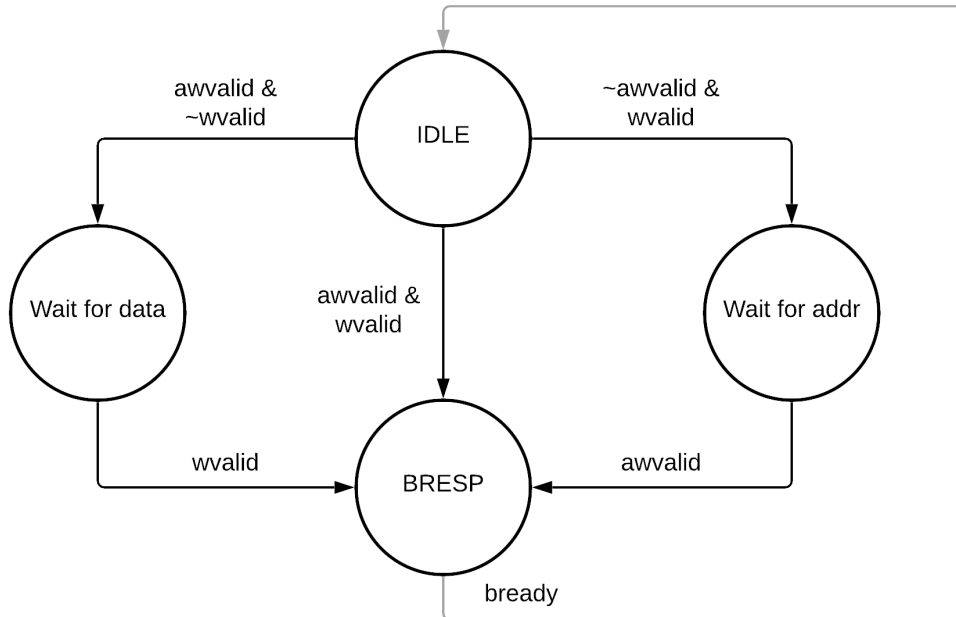 awvalid &
~wvalid
IDLE
~awvalid &
wvalid
Wait for data
awvalid &
wvalid
Wait for addr
wvalid
BRESP
awvalid
bready